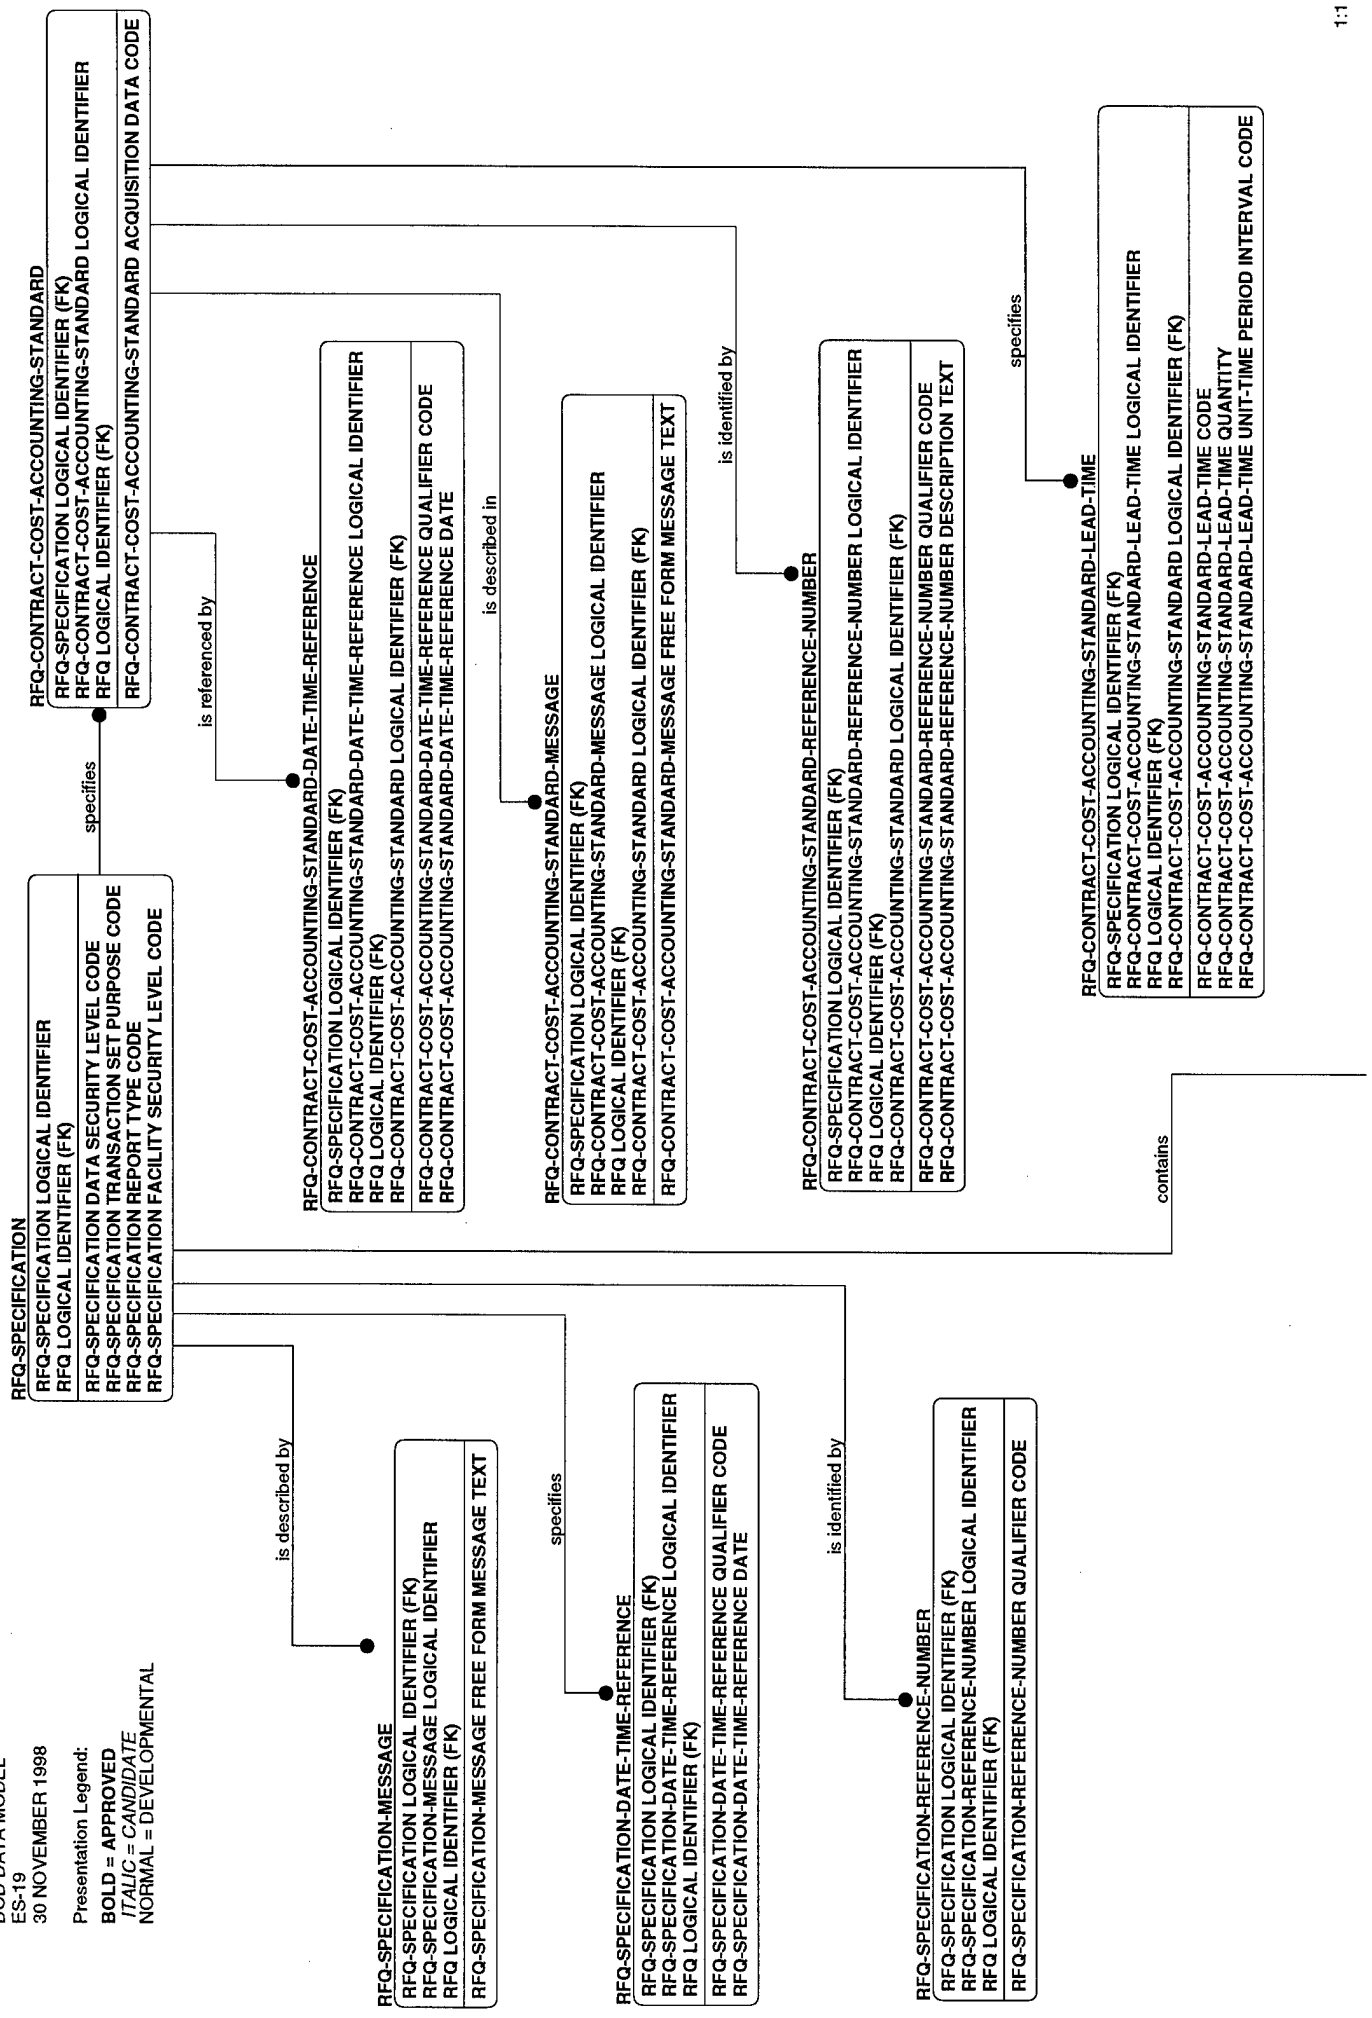 DOD DATA MODEL
ES-19
30 NOVEMBER 1998
Presentation Legend:
BOLD = APPROVED
ITALIC = CANDIDATE
NORMAL = DEVELOPMENTAL
RFQ-SPECIFICATION
RFQ-SPECIFICATION LOGICAL IDENTIFIER
RFQ LOGICAL IDENTIFIER (FK)
RFQ-SPECIFICATION DATA SECURITY LEVEL CODE
RFQ-SPECIFICATION TRANSACTION SET PURPOSE CODE
RFQ-SPECIFICATION REPORT TYPE CODE
RFQ-SPECIFICATION FACILITY SECURITY LEVEL CODE
specifies
RFQ-CONTRACT-COST-ACCOUNTING-STANDARD
RFQ-SPECIFICATION LOGICAL IDENTIFIER (FK)
RFQ-CONTRACT-COST-ACCOUNTING-STANDARD LOGICAL IDENTIFIER
RFQ LOGICAL IDENTIFIER (FK)
RFQ-CONTRACT-COST-ACCOUNTING-STANDARD ACQUISITION DATA CODE
is referenced by
RFQ-CONTRACT-COST-ACCOUNTING-STANDARD-DATE-TIME-REFERENCE
RFQ-SPECIFICATION LOGICAL IDENTIFIER (FK)
RFQ-CONTRACT-COST-ACCOUNTING-STANDARD-DATE-TIME-REFERENCE LOGICAL IDENTIFIER
RFQ LOGICAL IDENTIFIER (FK)
RFQ-CONTRACT-COST-ACCOUNTING-STANDARD LOGICAL IDENTIFIER (FK)
RFQ-CONTRACT-COST-ACCOUNTING-STANDARD-DATE-TIME-REFERENCE QUALIFIER CODE
RFQ-CONTRACT-COST-ACCOUNTING-STANDARD-DATE-TIME-REFERENCE DATE
is described in
RFQ-CONTRACT-COST-ACCOUNTING-STANDARD-MESSAGE
RFQ-SPECIFICATION LOGICAL IDENTIFIER (FK)
RFQ-CONTRACT-COST-ACCOUNTING-STANDARD-MESSAGE LOGICAL IDENTIFIER
RFQ LOGICAL IDENTIFIER (FK)
RFQ-CONTRACT-COST-ACCOUNTING-STANDARD LOGICAL IDENTIFIER (FK)
RFQ-CONTRACT-COST-ACCOUNTING-STANDARD-MESSAGE FREE FORM MESSAGE TEXT
is identified by
RFQ-CONTRACT-COST-ACCOUNTING-STANDARD-REFERENCE-NUMBER
RFQ-SPECIFICATION LOGICAL IDENTIFIER (FK)
RFQ-CONTRACT-COST-ACCOUNTING-STANDARD-REFERENCE-NUMBER LOGICAL IDENTIFIER
RFQ LOGICAL IDENTIFIER (FK)
RFQ-CONTRACT-COST-ACCOUNTING-STANDARD LOGICAL IDENTIFIER (FK)
RFQ-CONTRACT-COST-ACCOUNTING-STANDARD-REFERENCE-NUMBER QUALIFIER CODE
RFQ-CONTRACT-COST-ACCOUNTING-STANDARD-REFERENCE-NUMBER DESCRIPTION TEXT
specifies
RFQ-CONTRACT-COST-ACCOUNTING-STANDARD-LEAD-TIME
RFQ-SPECIFICATION LOGICAL IDENTIFIER (FK)
RFQ-CONTRACT-COST-ACCOUNTING-STANDARD-LEAD-TIME LOGICAL IDENTIFIER
RFQ LOGICAL IDENTIFIER (FK)
RFQ-CONTRACT-COST-ACCOUNTING-STANDARD LOGICAL IDENTIFIER (FK)
RFQ-CONTRACT-COST-ACCOUNTING-STANDARD-LEAD-TIME CODE
RFQ-CONTRACT-COST-ACCOUNTING-STANDARD-LEAD-TIME QUANTITY
RFQ-CONTRACT-COST-ACCOUNTING-STANDARD-LEAD-TIME UNIT-TIME PERIOD INTERVAL CODE
is described by
RFQ-SPECIFICATION-MESSAGE
RFQ-SPECIFICATION LOGICAL IDENTIFIER (FK)
RFQ-SPECIFICATION-MESSAGE LOGICAL IDENTIFIER
RFQ LOGICAL IDENTIFIER (FK)
RFQ-SPECIFICATION-MESSAGE FREE FORM MESSAGE TEXT
specifies
RFQ-SPECIFICATION-DATE-TIME-REFERENCE
RFQ-SPECIFICATION LOGICAL IDENTIFIER (FK)
RFQ-SPECIFICATION-DATE-TIME-REFERENCE LOGICAL IDENTIFIER
RFQ LOGICAL IDENTIFIER (FK)
RFQ-SPECIFICATION-DATE-TIME-REFERENCE QUALIFIER CODE
RFQ-SPECIFICATION-DATE-TIME-REFERENCE DATE
is identified by
RFQ-SPECIFICATION-REFERENCE-NUMBER
RFQ-SPECIFICATION LOGICAL IDENTIFIER (FK)
RFQ-SPECIFICATION-REFERENCE-NUMBER LOGICAL IDENTIFIER
RFQ LOGICAL IDENTIFIER (FK)
RFQ-SPECIFICATION-REFERENCE-NUMBER QUALIFIER CODE
contains
1:1